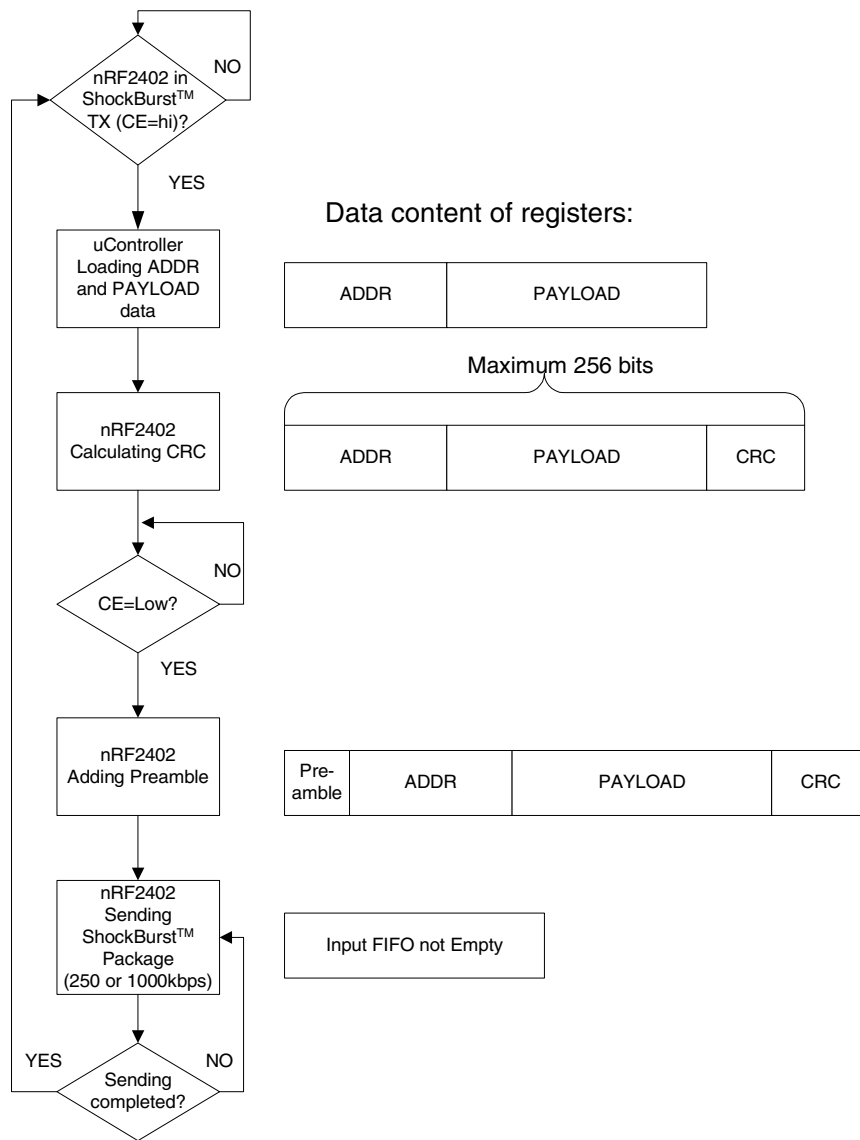 nRF2402 in
ShockBurst™
TX (CE=hi)?
NO
YES
Data content of registers:
uController
Loading ADDR
and PAYLOAD
data
ADDR
PAYLOAD
Maximum 256 bits
nRF2402
Calculating CRC
ADDR
PAYLOAD
CRC
NO
CE=Low?
YES
nRF2402
Adding Preamble
Pre-
amble
ADDR
PAYLOAD
CRC
nRF2402
Sending
ShockBurst™
Package
(250 or 1000kbps)
Input FIFO not Empty
YES
NO
Sending
completed?